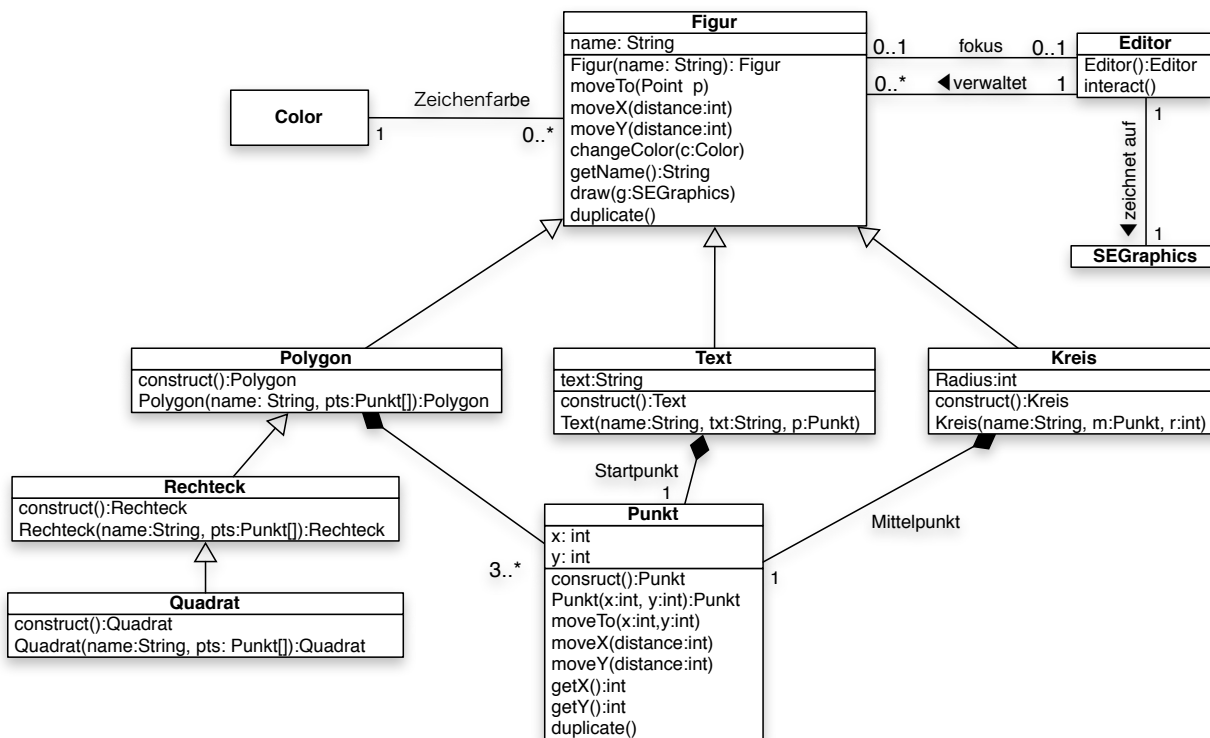 Figur
name: String
Figur(name: String): Figur
moveTo(Point p)
moveX(distance:int)
moveY(distance:int)
changeColor(c:Color)
getName():String
draw(g:SEGraphics)
duplicate()
0..1 fokus 0..1
0..* ◀verwaltet 1
Editor
Editor():Editor
interact()
1
◀zeichnet auf
1
SEGraphics
Color
Zeichenfarbe
1
0..*
Polygon
construct():Polygon
Polygon(name: String, pts:Punkt[]):Polygon
Text
text:String
construct():Text
Text(name:String, txt:String, p:Punkt)
Kreis
Radius:int
construct():Kreis
Kreis(name:String, m:Punkt, r:int)
Rechteck
construct():Rechteck
Rechteck(name:String, pts:Punkt[]):Rechteck
Quadrat
construct():Quadrat
Quadrat(name:String, pts: Punkt[]):Quadrat
Startpunkt
1
Mittelpunkt
1
3..*
Punkt
x: int
y: int
consruct():Punkt
Punkt(x:int, y:int):Punkt
moveTo(x:int,y:int)
moveX(distance:int)
moveY(distance:int)
getX():int
getY():int
duplicate()